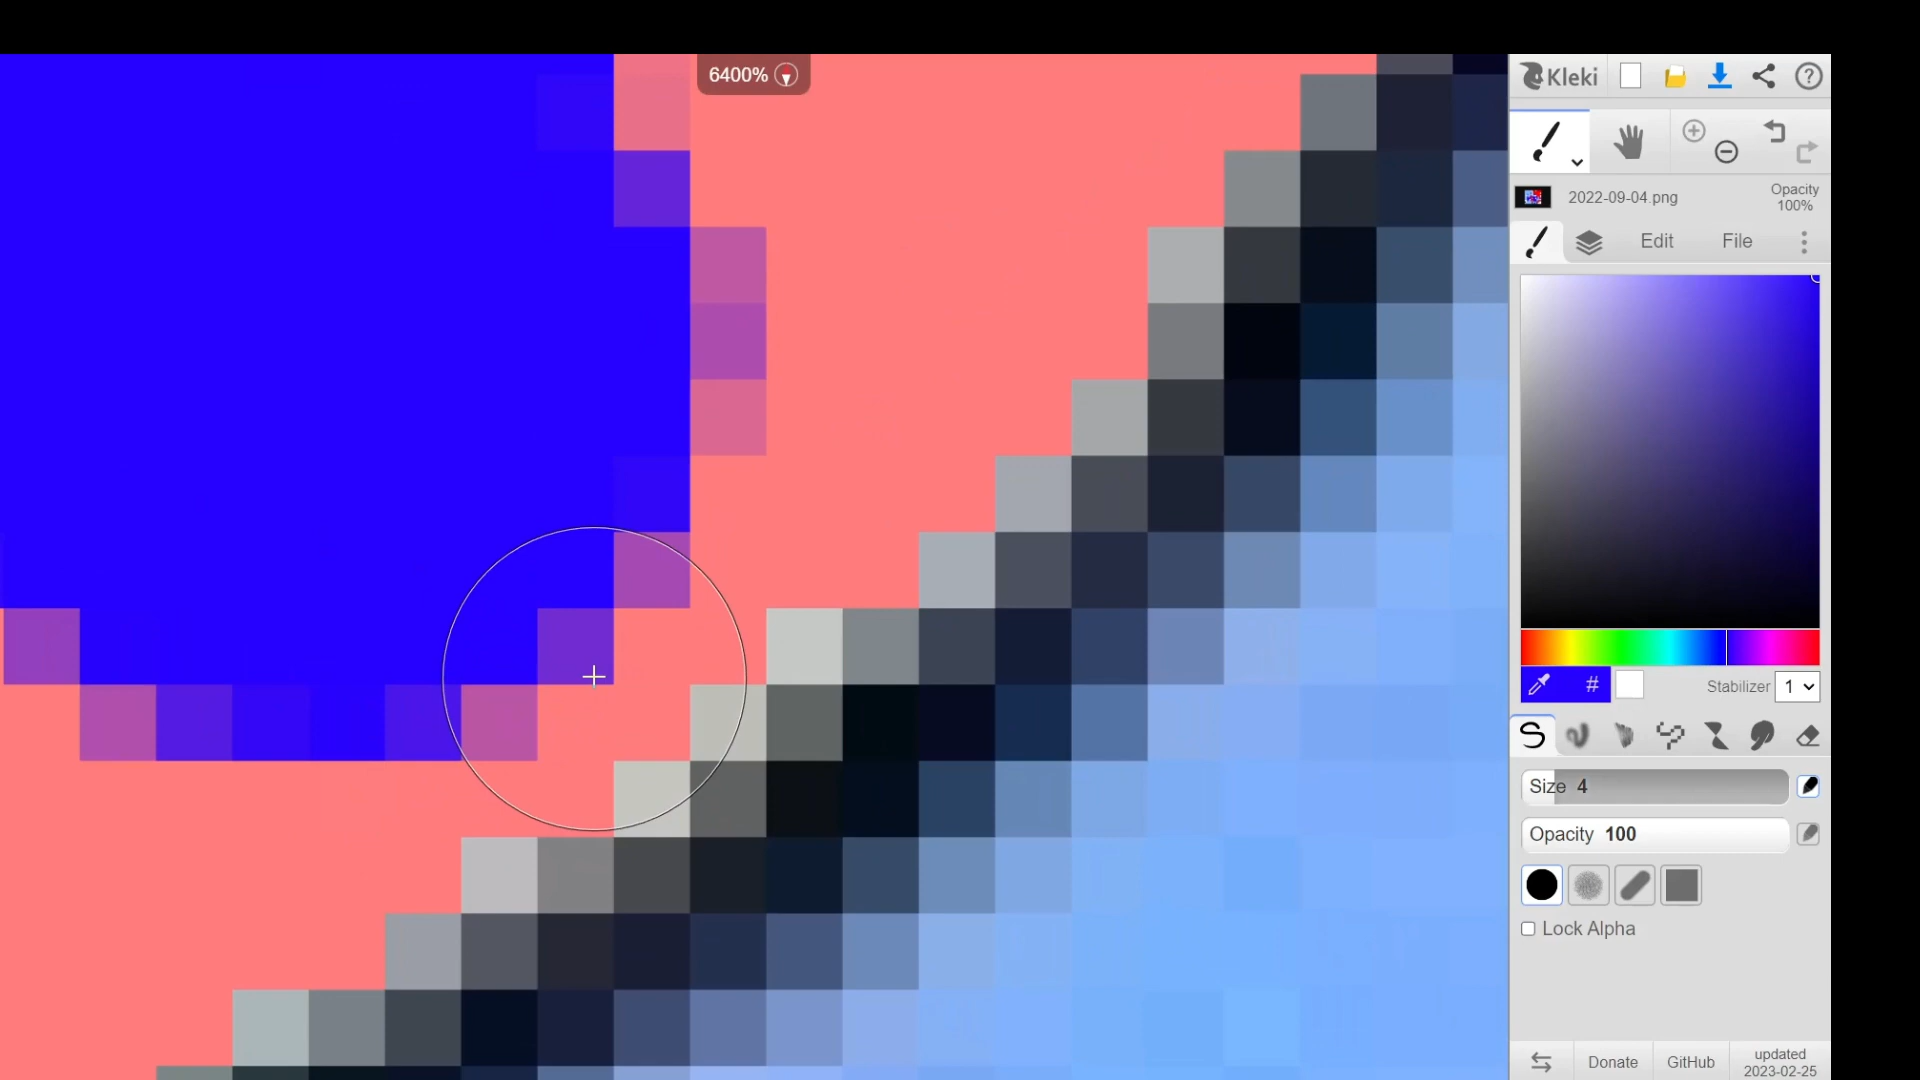 6400%
Kleki
2022-09-04.png
Opacity
100%
Edit
File
#
Stabilizer
1
Size 4
Opacity 100
Lock Alpha
Donate
GitHub
updated
2023-02-25